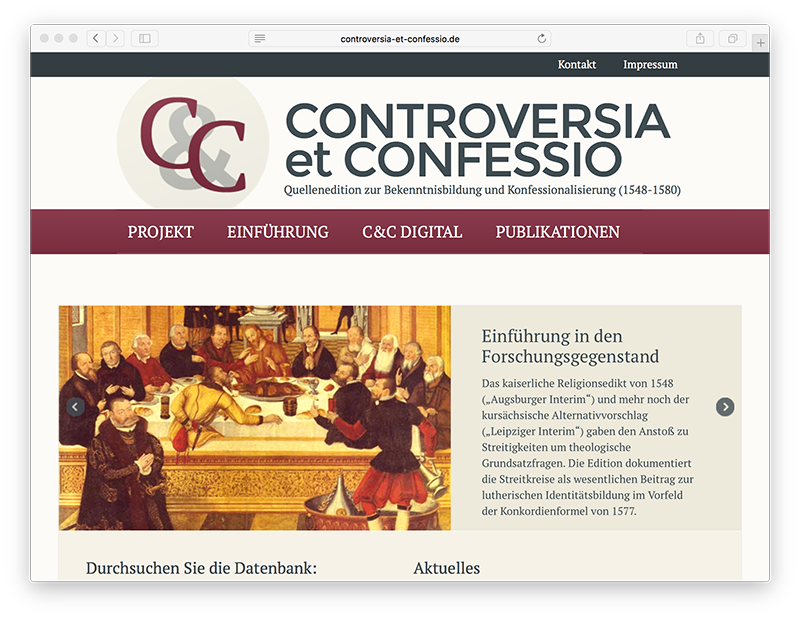 controversia-et-confessio.de
Kontakt Impressum
C&C
CONTROVERSIA
et CONFESSIO
Quellenedition zur Bekenntnisbildung und Konfessionalisierung (1548-1580)
PROJEKT EINFÜHRUNG C&C DIGITAL PUBLIKATIONEN
Einführung in den
Forschungsgegenstand
Das kaiserliche Religionsedikt von 1548
(„Augsburger Interim“) und mehr noch der
kursächsische Alternativvorschlag
(„Leipziger Interim“) gaben den Anstoß zu
Streitigkeiten um theologische
Grundsatzfragen. Die Edition dokumentiert
die Streitkreise als wesentlichen Beitrag zur
lutherischen Identitätsbildung im Vorfeld
der Konkordienformel von 1577.
Durchsuchen Sie die Datenbank:
Aktuelles